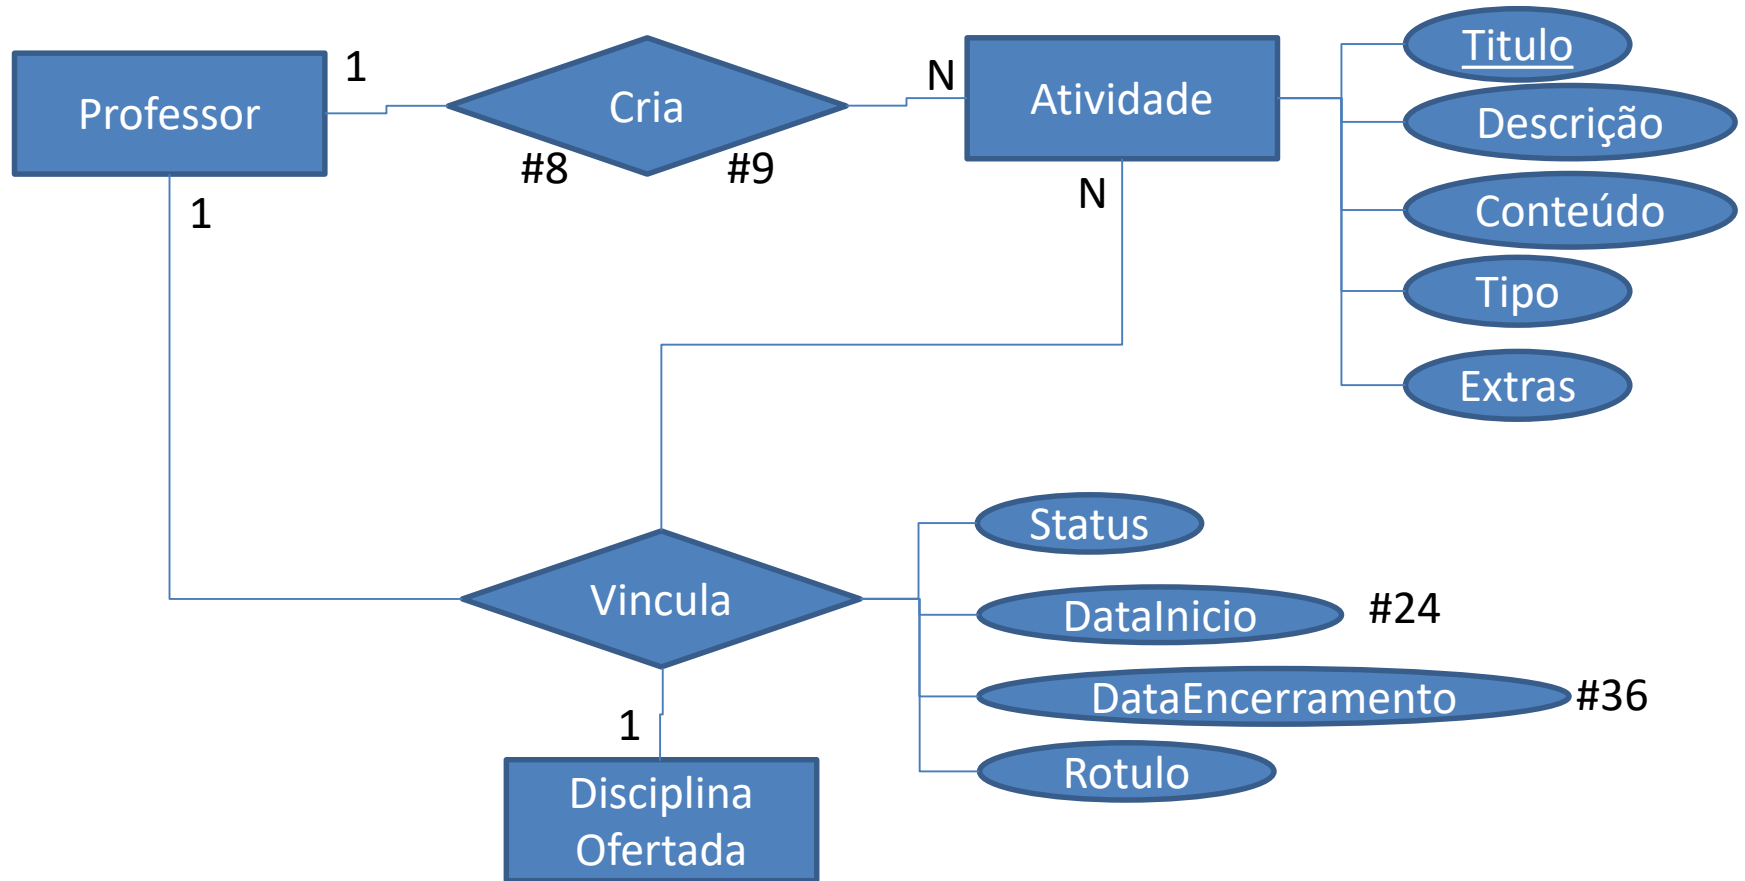 Professor
1
Cria
#8
#9
N
Atividade
Titulo
Descrição
Conteúdo
Tipo
Extras
1
N
Vincula
Status
DataInicio
#24
DataEncerramento
#36
Rotulo
1
Disciplina
Ofertada